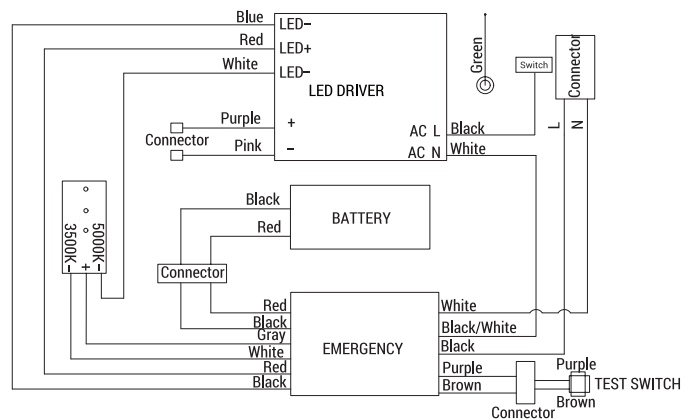 Blue
LED-
Red
LED+
White
LED-
LED DRIVER
Purple
+
Connector
Pink
-
AC L
Black
AC N
White
Green
Switch
Connector
L
N
3500K-
+
5000K-
Black
Red
BATTERY
Connector
Red
Black
Gray
White
Red
Black
EMERGENCY
White
Black/White
Black
Purple
Brown
Connector
Purple
Brown
TEST SWITCH